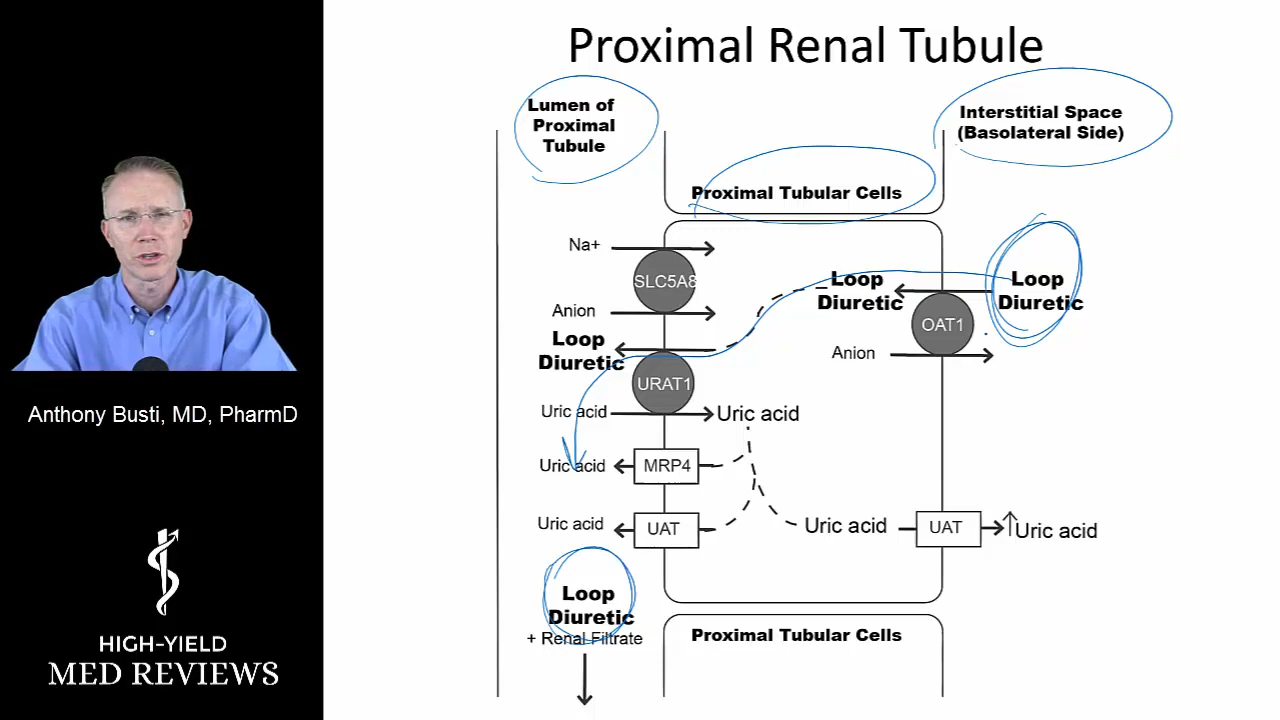 Proximal Renal Tubule
Lumen of
Proximal
Tubule
Interstitial Space
(Basolateral Side)
Proximal Tubular Cells
Na+
SLC5A8
Anion
Loop
Diuretic
Loop
Diuretic
Loop
Diuretic
OAT1
Anion
URAT1
Uric acid
Uric acid
Uric acid
MRP4
Uric acid
UAT
Uric acid
UAT
↑Uric acid
Loop
Diuretic
+ Renal Filtrate
Proximal Tubular Cells
Anthony Busti, MD, PharmD
HIGH-YIELD
MED REVIEWS